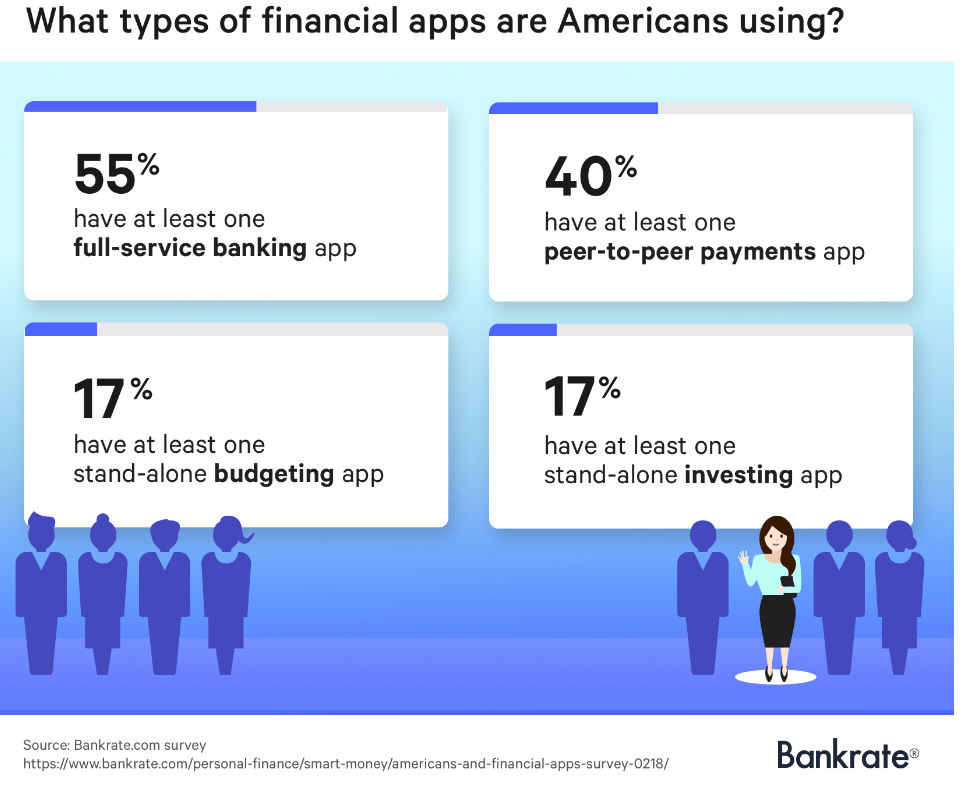 What types of financial apps are Americans using?
55%
have at least one
full-service banking app
40%
have at least one
peer-to-peer payments app
17%
have at least one
stand-alone budgeting app
17%
have at least one
stand-alone investing app
Source: Bankrate.com survey
https://www.bankrate.com/personal-finance/smart-money/americans-and-financial-apps-survey-0218/
Bankrate®